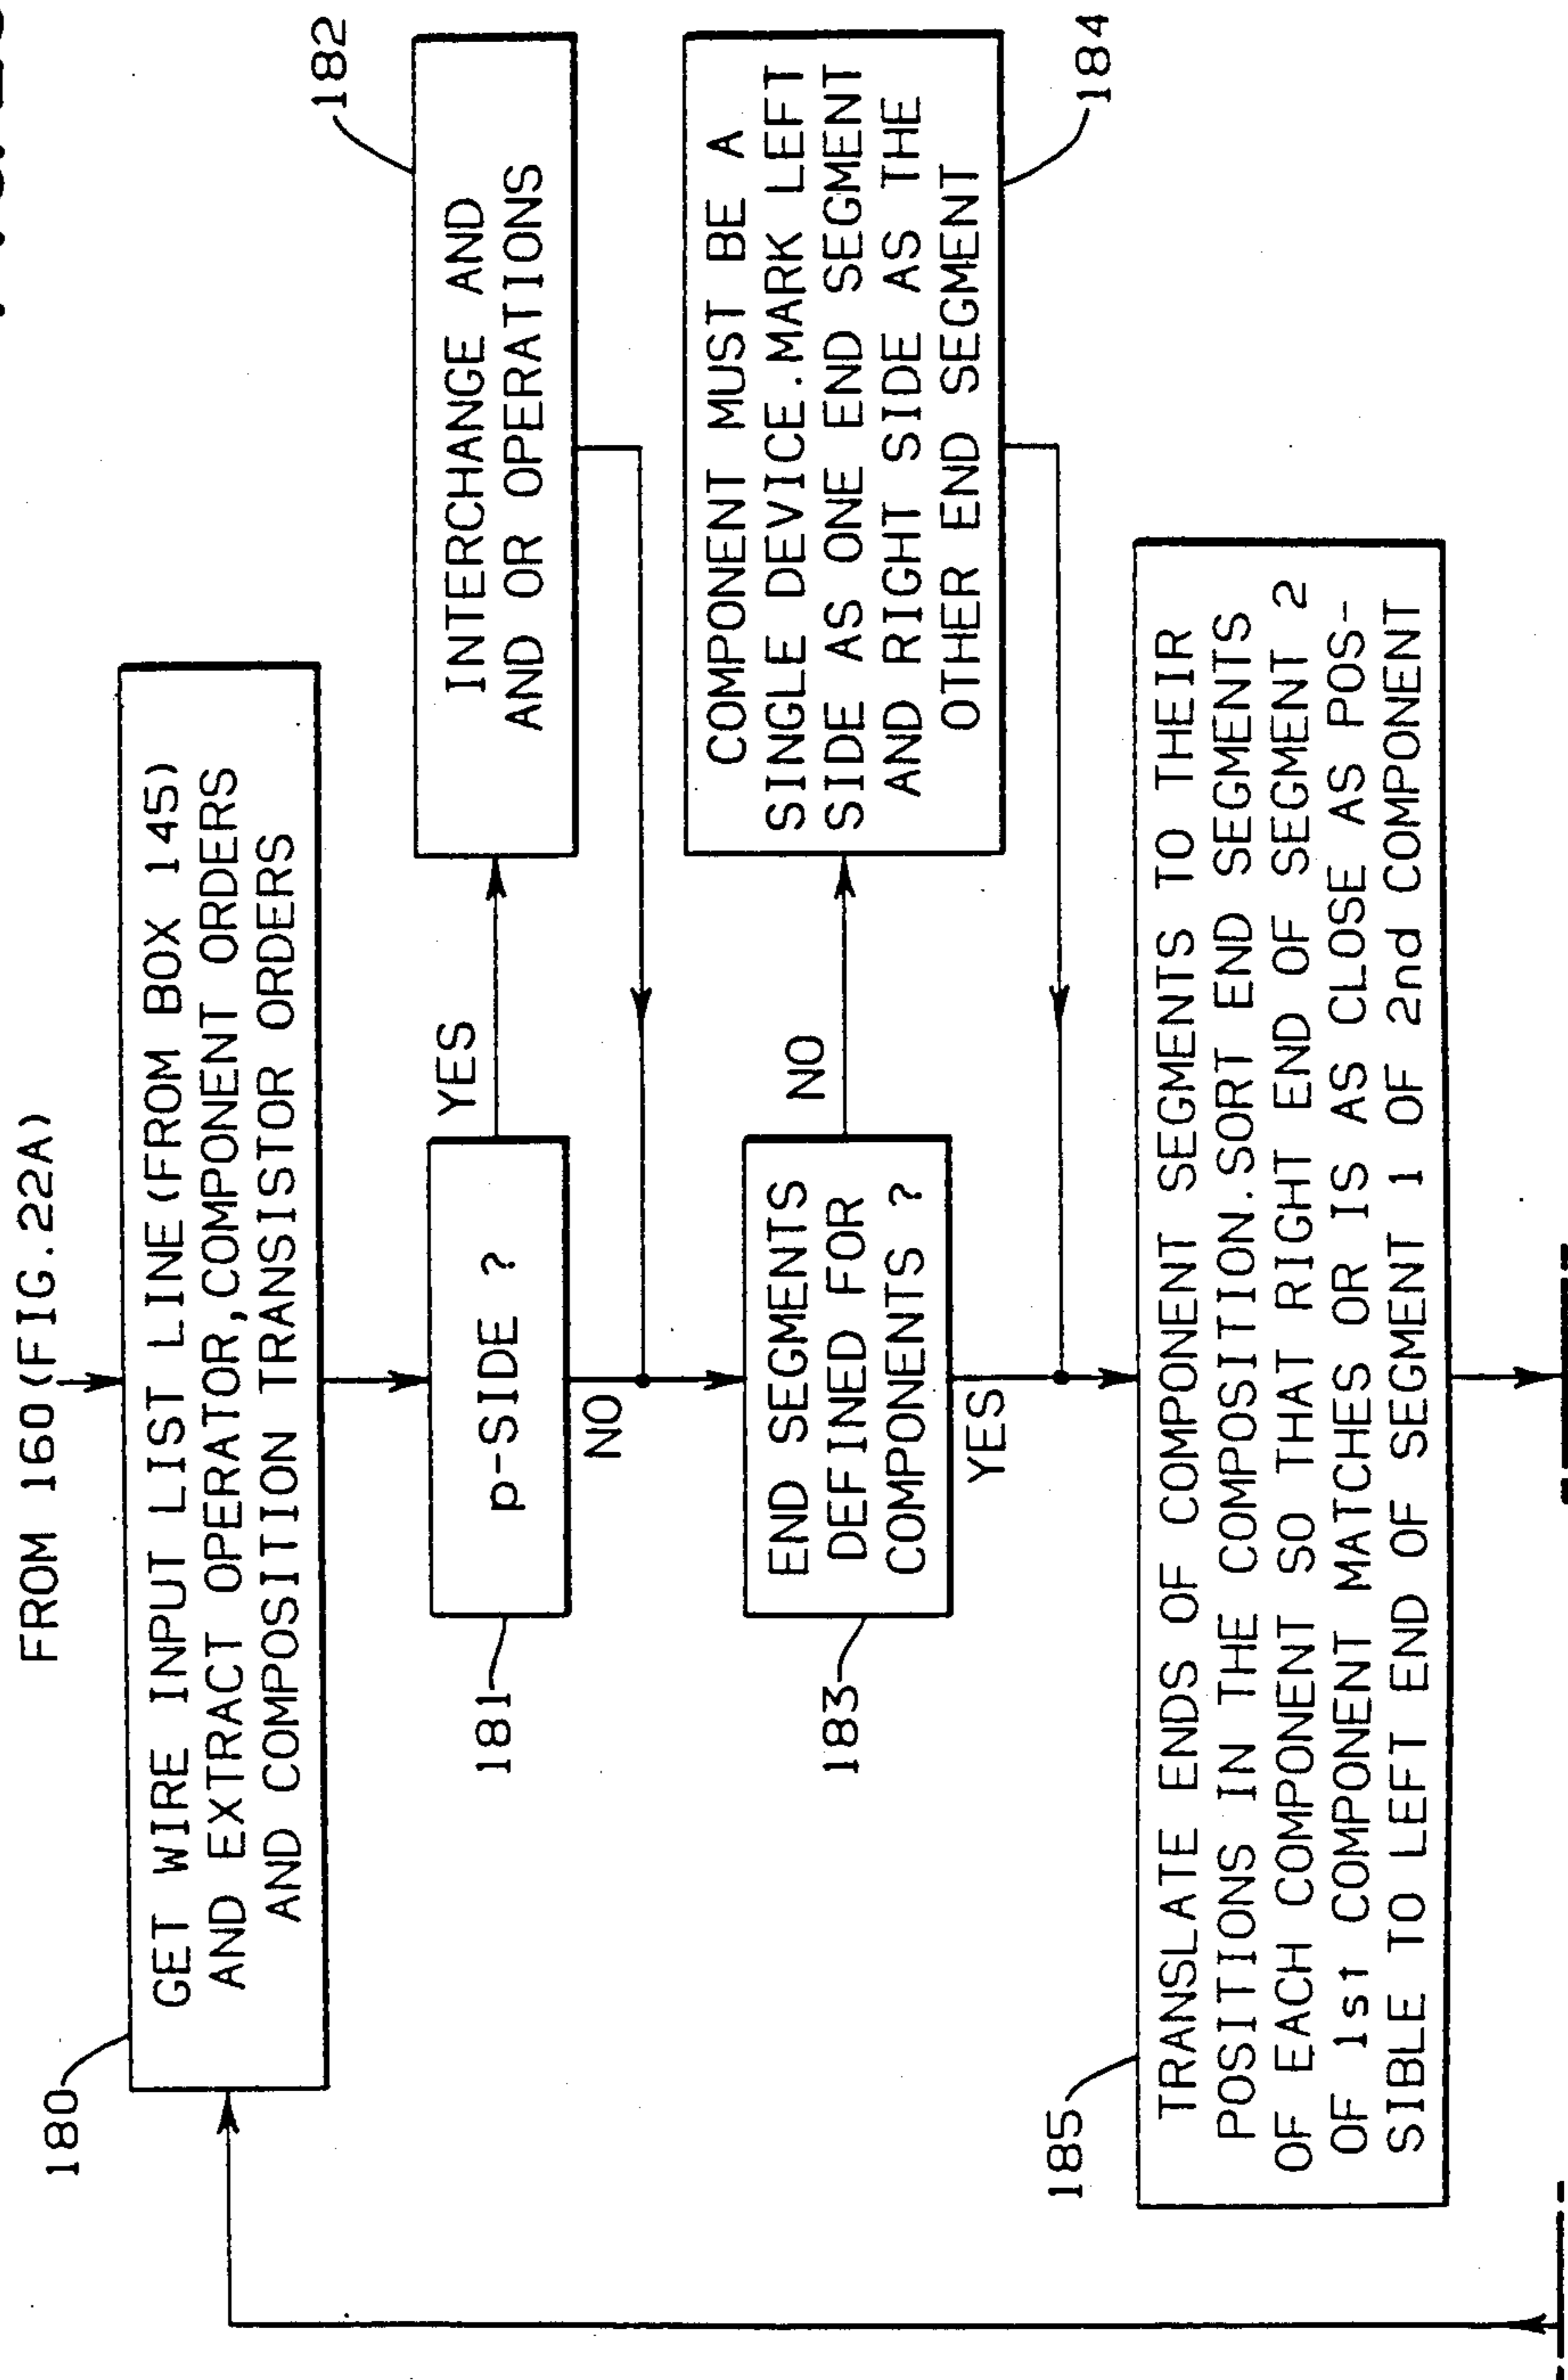 FROM 160(FIG.22A)
180
GET WIRE INPUT LIST LINE(FROM BOX 145)
AND EXTRACT OPERATOR,COMPONENT ORDERS
AND COMPOSITION TRANSISTOR ORDERS
181
p-SIDE ?
YES
NO
182
INTERCHANGE AND
AND OR OPERATIONS
183
END SEGMENTS
DEFINED FOR
COMPONENTS ?
NO
YES
COMPONENT MUST BE A
SINGLE DEVICE.MARK LEFT
SIDE AS ONE END SEGMENT
AND RIGHT SIDE AS THE
OTHER END SEGMENT
184
185
TRANSLATE ENDS OF COMPONENT SEGMENTS TO THEIR
POSITIONS IN THE COMPOSITION.SORT END SEGMENTS
OF EACH COMPONENT SO THAT RIGHT END OF SEGMENT 2
OF 1st COMPONENT MATCHES OR IS AS CLOSE AS POS-
SIBLE TO LEFT END OF SEGMENT 1 OF 2nd COMPONENT